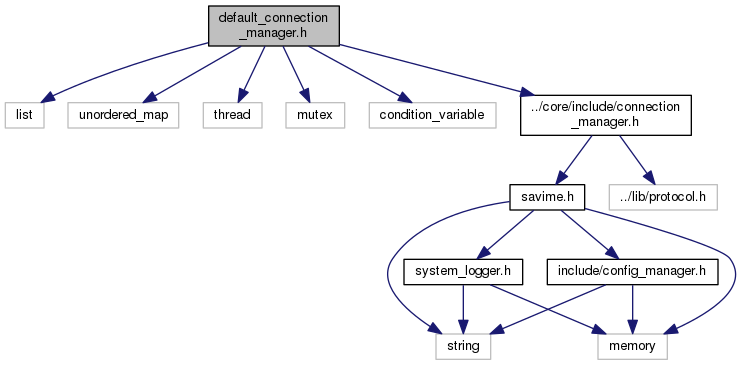 default_connection
_manager.h
list
unordered_map
thread
mutex
condition_variable
../core/include/connection
_manager.h
savime.h
../lib/protocol.h
system_logger.h
include/config_manager.h
string
memory